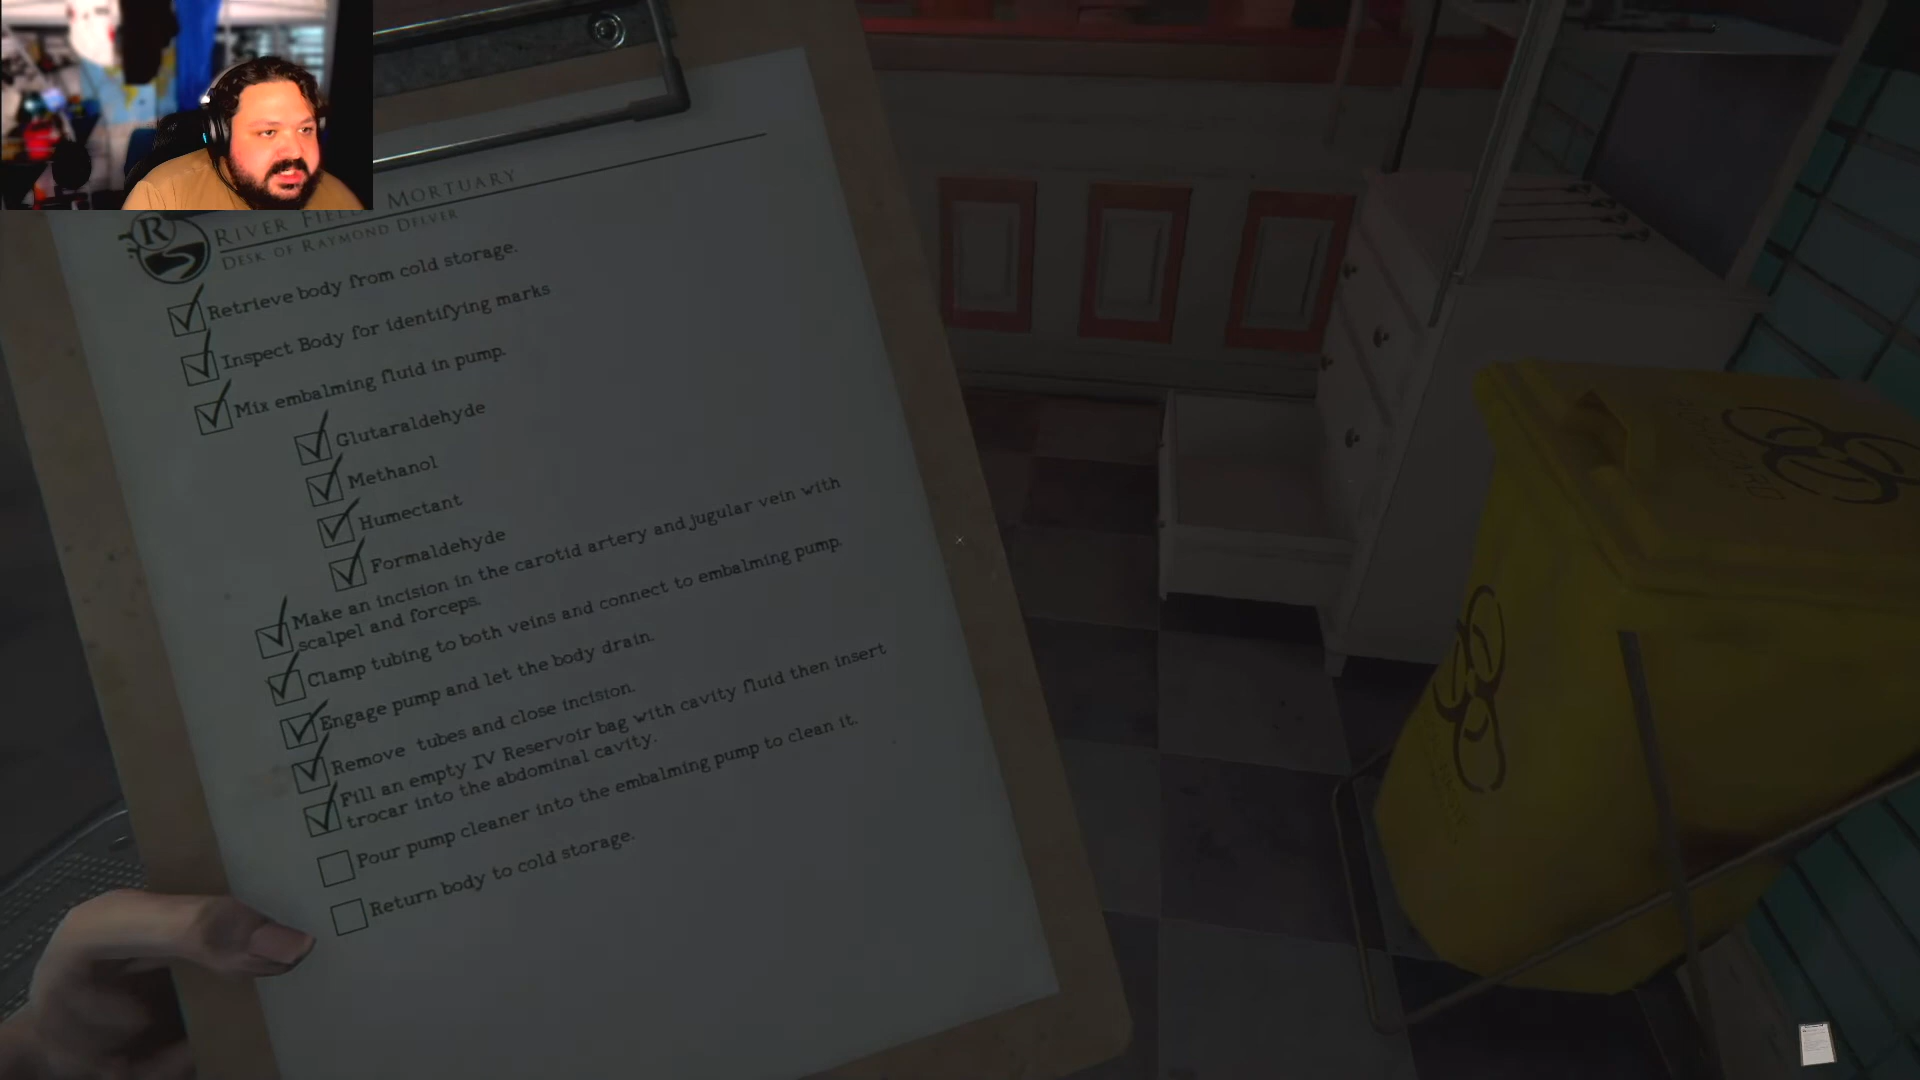 R
RIVER FIELDS MORTUARY
DESK OF RAYMOND DELVER
Retrieve body from cold storage.
Inspect Body for identifying marks
Mix embalming fluid in pump.
Glutaraldehyde
Methanol
Humectant
Formaldehyde
Make an incision in the carotid artery and jugular vein with
scalpel and forceps.
Clamp tubing to both veins and connect to embalming pump.
Engage pump and let the body drain.
Remove tubes and close incision.
Fill an empty IV Reservoir bag with cavity fluid then insert
trocar into the abdominal cavity.
Pour pump cleaner into the embalming pump to clean it.
Return body to cold storage.